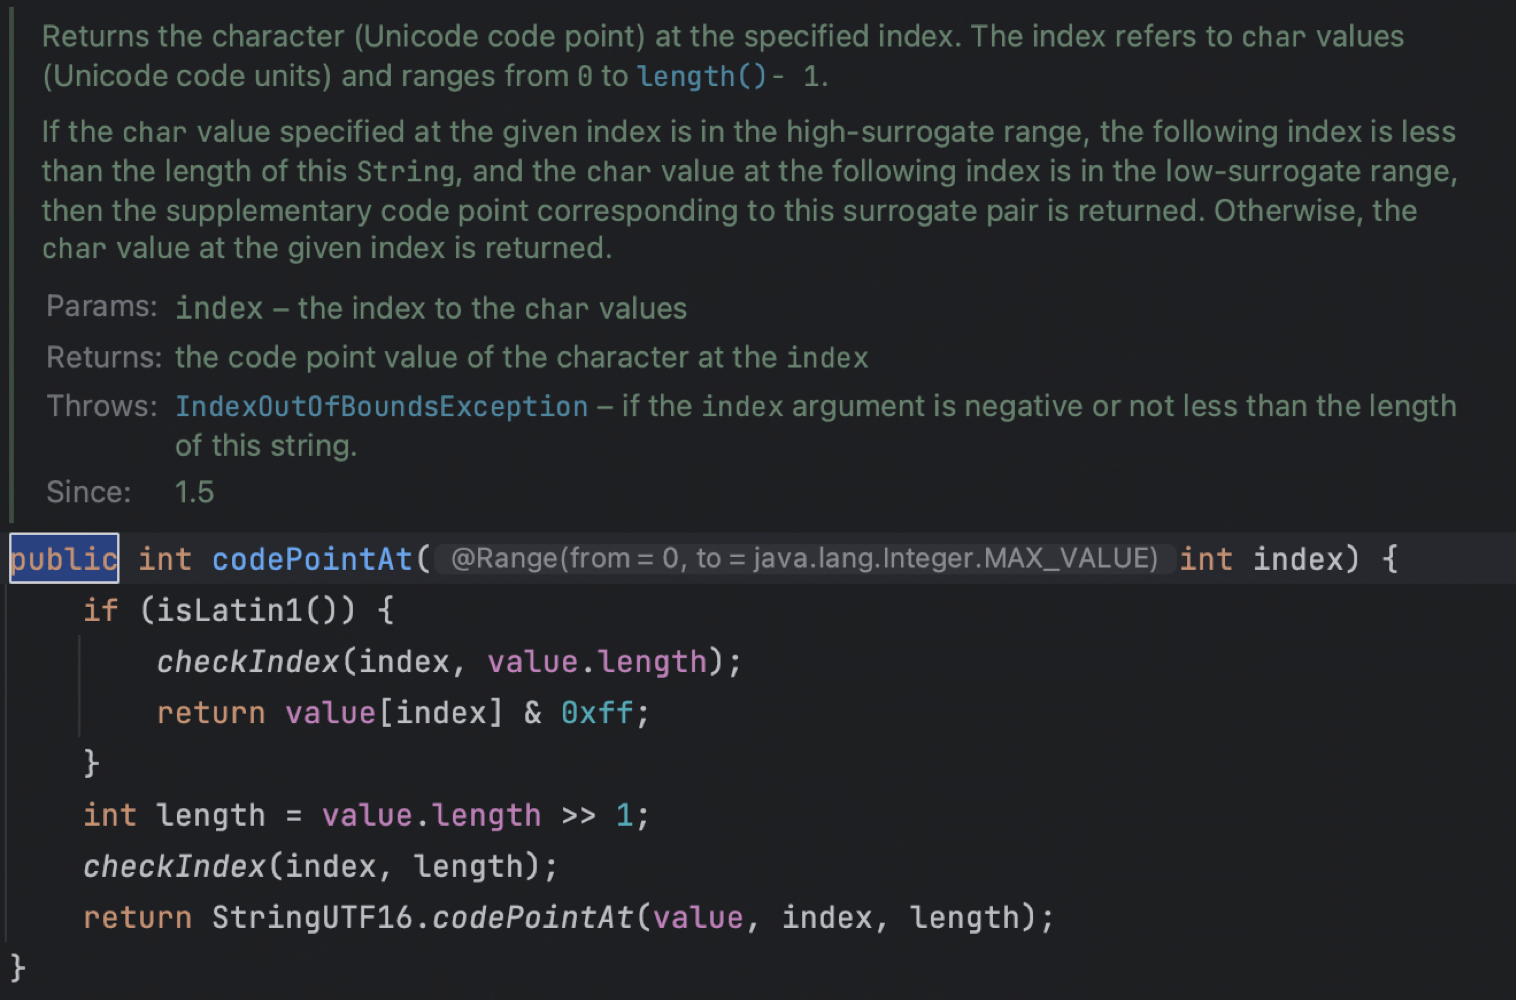 Returns the character (Unicode code point) at the specified index. The index refers to char values
(Unicode code units) and ranges from 0 to length()- 1.
If the char value specified at the given index is in the high-surrogate range, the following index is less
than the length of this String, and the char value at the following index is in the low-surrogate range,
then the supplementary code point corresponding to this surrogate pair is returned. Otherwise, the
char value at the given index is returned.
Params: index – the index to the char values
Returns: the code point value of the character at the index
Throws: IndexOutOfBoundsException – if the index argument is negative or not less than the length
of this string.
Since: 1.5
public int codePointAt( @Range(from = 0, to = java.lang.Integer.MAX_VALUE) int index) {
    if (isLatin1()) {
        checkIndex(index, value.length);
        return value[index] & 0xff;
    }
    int length = value.length >> 1;
    checkIndex(index, length);
    return StringUTF16.codePointAt(value, index, length);
}